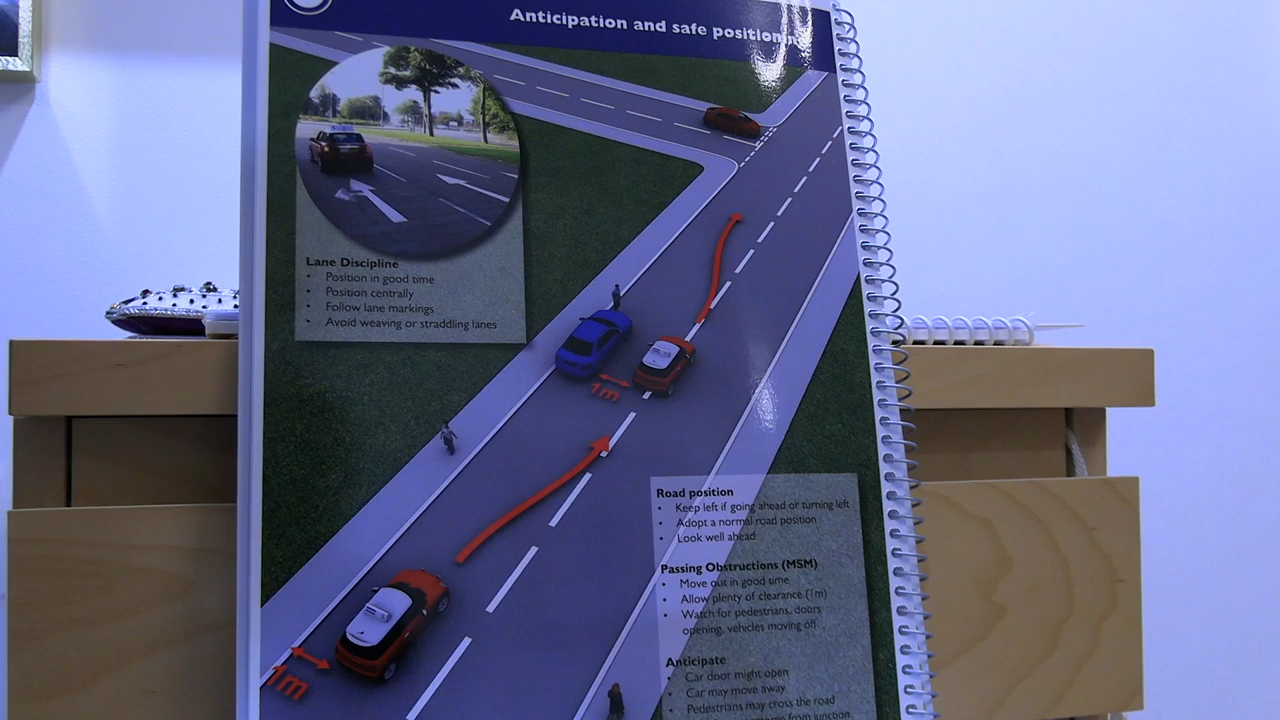 Anticipation and safe positioning
Lane Discipline
• Position in good time
• Position centrally
• Follow lane markings
• Avoid weaving or straddling lanes
1m
1m
Road position
• Keep left if going ahead or turning left
• Adopt a normal road position
• Look well ahead
Passing Obstructions (MSM)
• Move out in good time
• Allow plenty of clearance (1m)
• Watch for pedestrians, doors
opening, vehicles moving off
Anticipate
• Car door might open
• Car may move away
• Pedestrians may cross the road
from junction